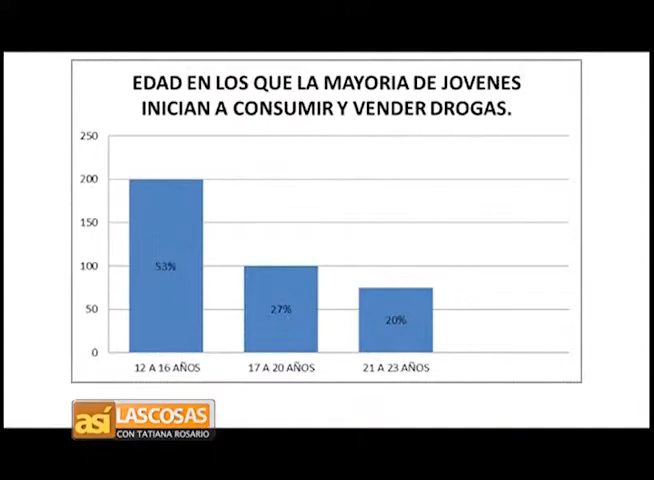 EDAD EN LOS QUE LA MAYORIA DE JOVENES
INICIAN A CONSUMIR Y VENDER DROGAS.
250
200
150
100
50
0
53%
27%
20%
12 A 16 AÑOS
17 A 20 AÑOS
21 A 23 AÑOS
así
LASCOSAS
CON TATIANA ROSARIO